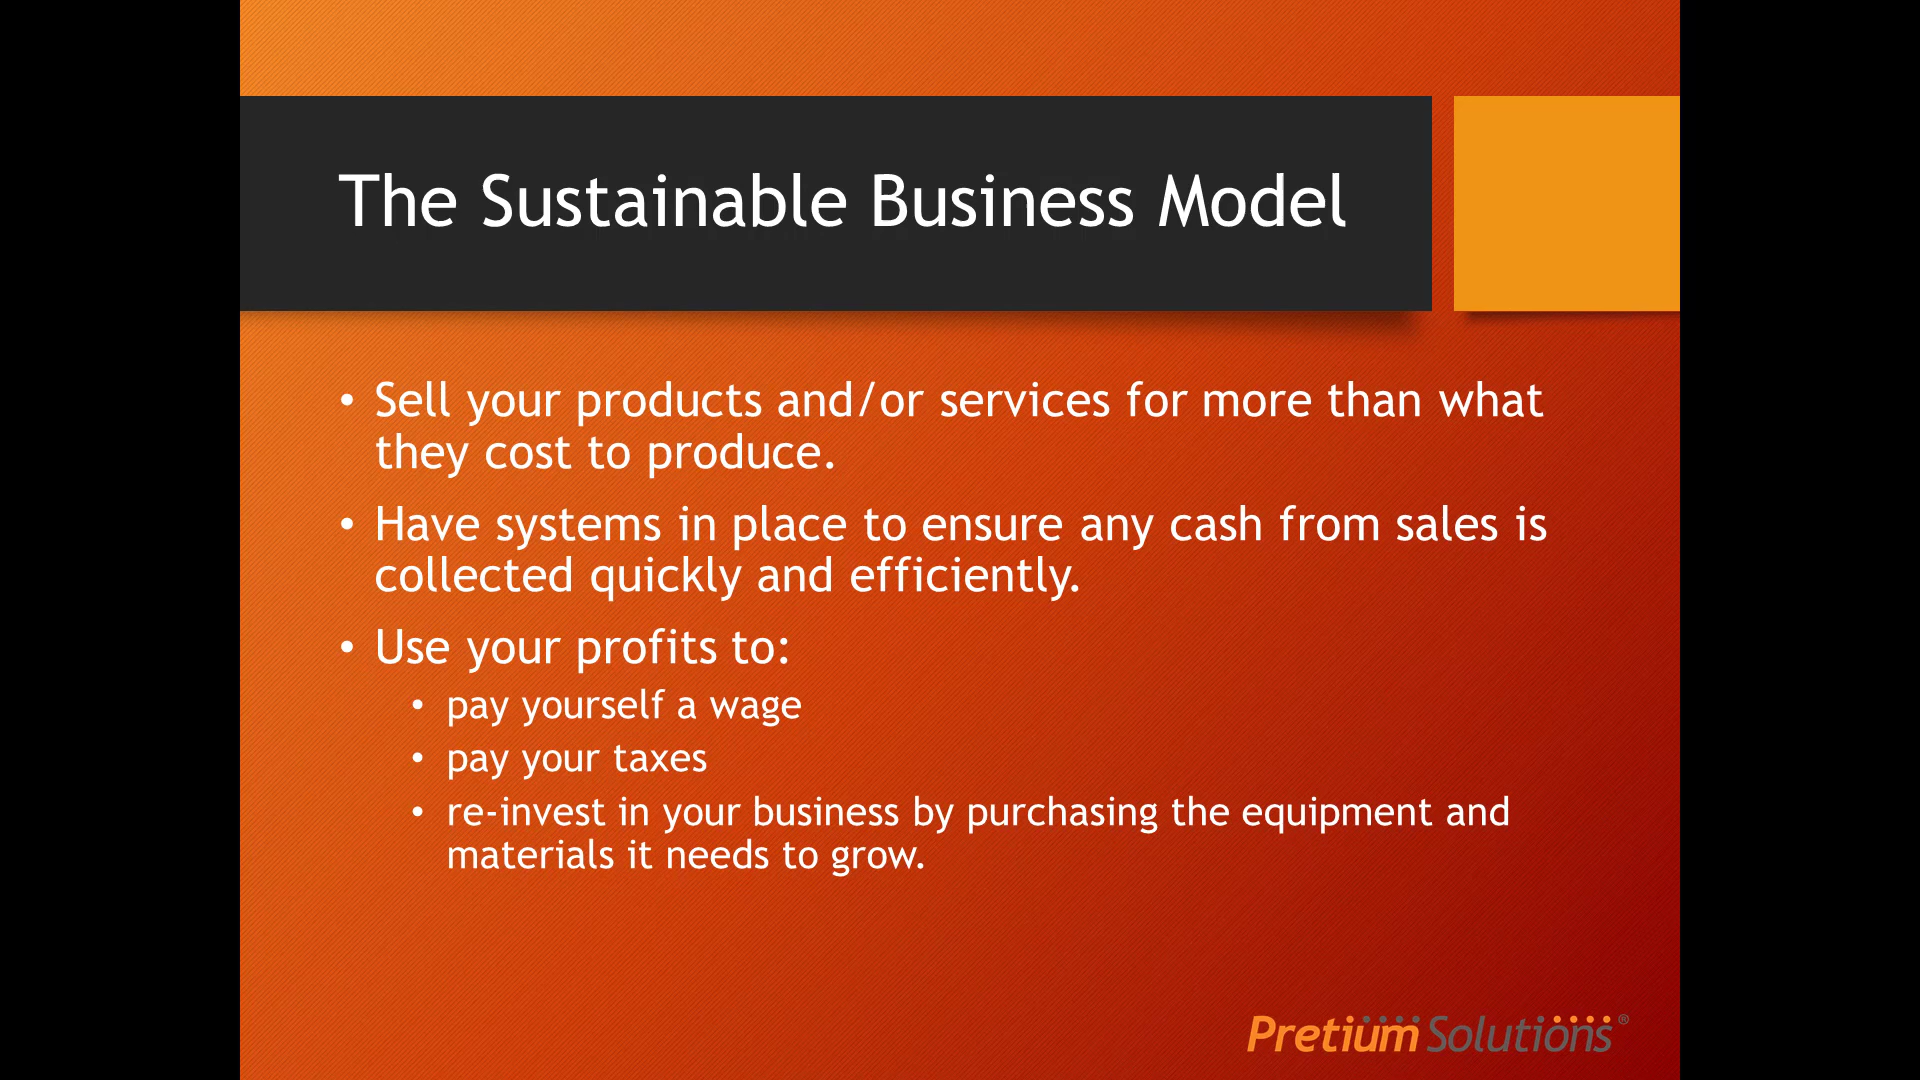 The Sustainable Business Model
• Sell your products and/or services for more than what
they cost to produce.
• Have systems in place to ensure any cash from sales is
collected quickly and efficiently.
• Use your profits to:
• pay yourself a wage
• pay your taxes
• re-invest in your business by purchasing the equipment and
materials it needs to grow.
Pretium Solutions®